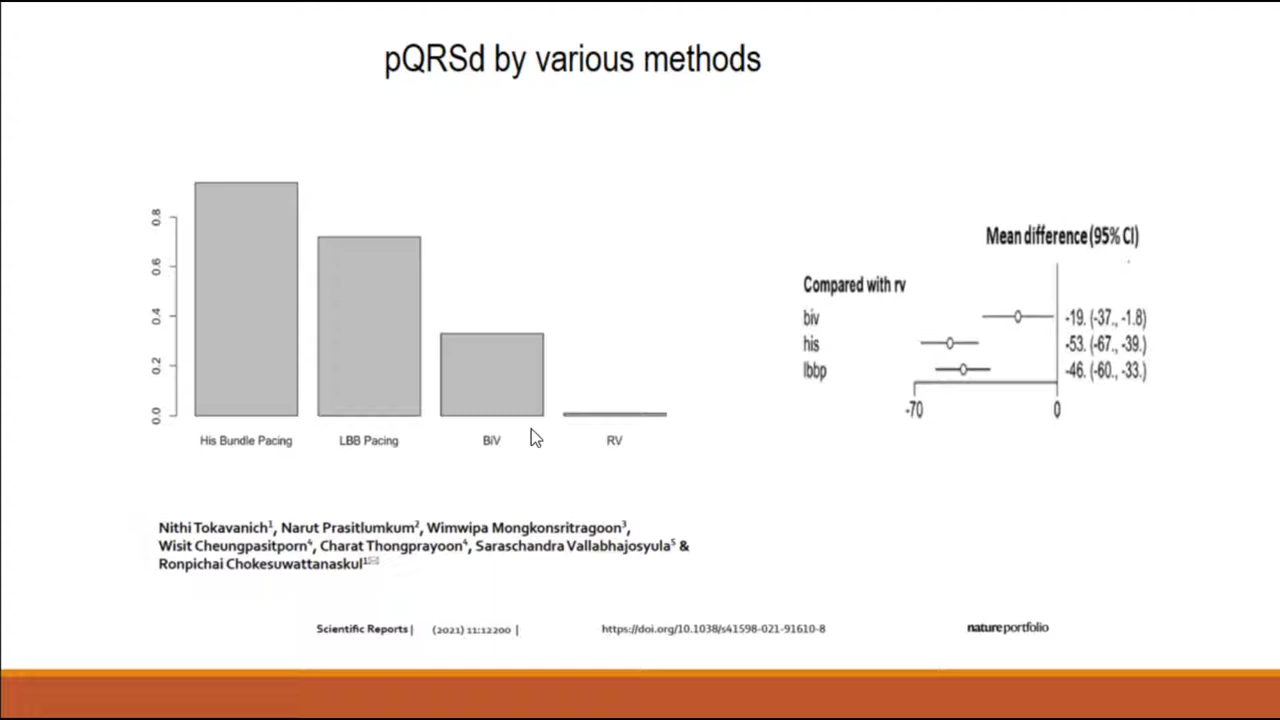 pQRSd by various methods
0.8
0.6
0.4
0.2
0.0
His Bundle Pacing LBB Pacing BiV RV
Mean difference (95% CI)
Compared with rv
biv -19. (-37., -1.8)
his -53. (-67., -39.)
lbbp -46. (-60., -33.)
-70 0
Nithi Tokavanich¹, Narut Prasitlumkum², Wimwipa Mongkonsritragoon³,
Wisit Cheungpasitporn⁴, Charat Thongprayoon⁴, Saraschandra Vallabhajosyula⁵ &
Ronpichai Chokesuwattanaskul¹✉
Scientific Reports | (2021) 11:12200 | https://doi.org/10.1038/s41598-021-91610-8 natureportfolio